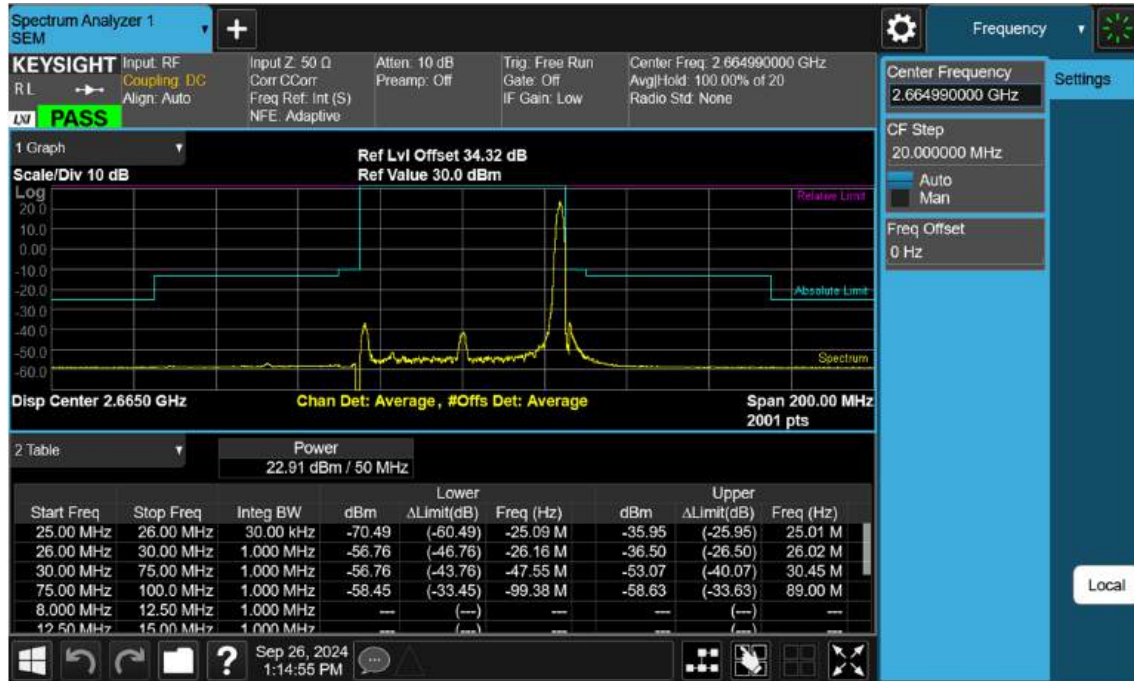 Spectrum Analyzer 1
SEM
+
Frequency
KEYSIGHT
RL
LXI
PASS
Input: RF
Coupling: DC
Align: Auto
Input Z: 50 Ω
Corr CCorr
Freq Ref: Int (S)
NFE: Adaptive
Atten: 10 dB
Preamp: Off
Trig: Free Run
Gate: Off
IF Gain: Low
Center Freq: 2.664990000 GHz
Avg|Hold: 100.00% of 20
Radio Std: None
Center Frequency
2.664990000 GHz
Settings
CF Step
20.000000 MHz
Auto
Man
Freq Offset
0 Hz
Local
1 Graph
Scale/Div 10 dB
Ref Lvl Offset 34.32 dB
Ref Value 30.0 dBm
Log
20.0
10.0
0.00
-10.0
-20.0
-30.0
-40.0
-50.0
-60.0
Relative Limit
Absolute Limit
Spectrum
Disp Center 2.6650 GHz
Chan Det: Average, #Offs Det: Average
Span 200.00 MHz
2001 pts
2 Table
Power
22.91 dBm / 50 MHz
Lower Upper
Start Freq Stop Freq Integ BW dBm ΔLimit(dB) Freq (Hz) dBm ΔLimit(dB) Freq (Hz)
25.00 MHz 26.00 MHz 30.00 kHz -70.49 (-60.49) -25.09 M -35.95 (-25.95) 25.01 M
26.00 MHz 30.00 MHz 1.000 MHz -56.76 (-46.76) -26.16 M -36.50 (-26.50) 26.02 M
30.00 MHz 75.00 MHz 1.000 MHz -56.76 (-43.76) -47.55 M -53.07 (-40.07) 30.45 M
75.00 MHz 100.0 MHz 1.000 MHz -58.45 (-33.45) -99.38 M -58.63 (-33.63) 89.00 M
8.000 MHz 12.50 MHz 1.000 MHz --- (---) --- --- (---) ---
12.50 MHz 15.00 MHz 1.000 MHz --- (---) --- --- (---) ---
?
Sep 26, 2024
1:14:55 PM